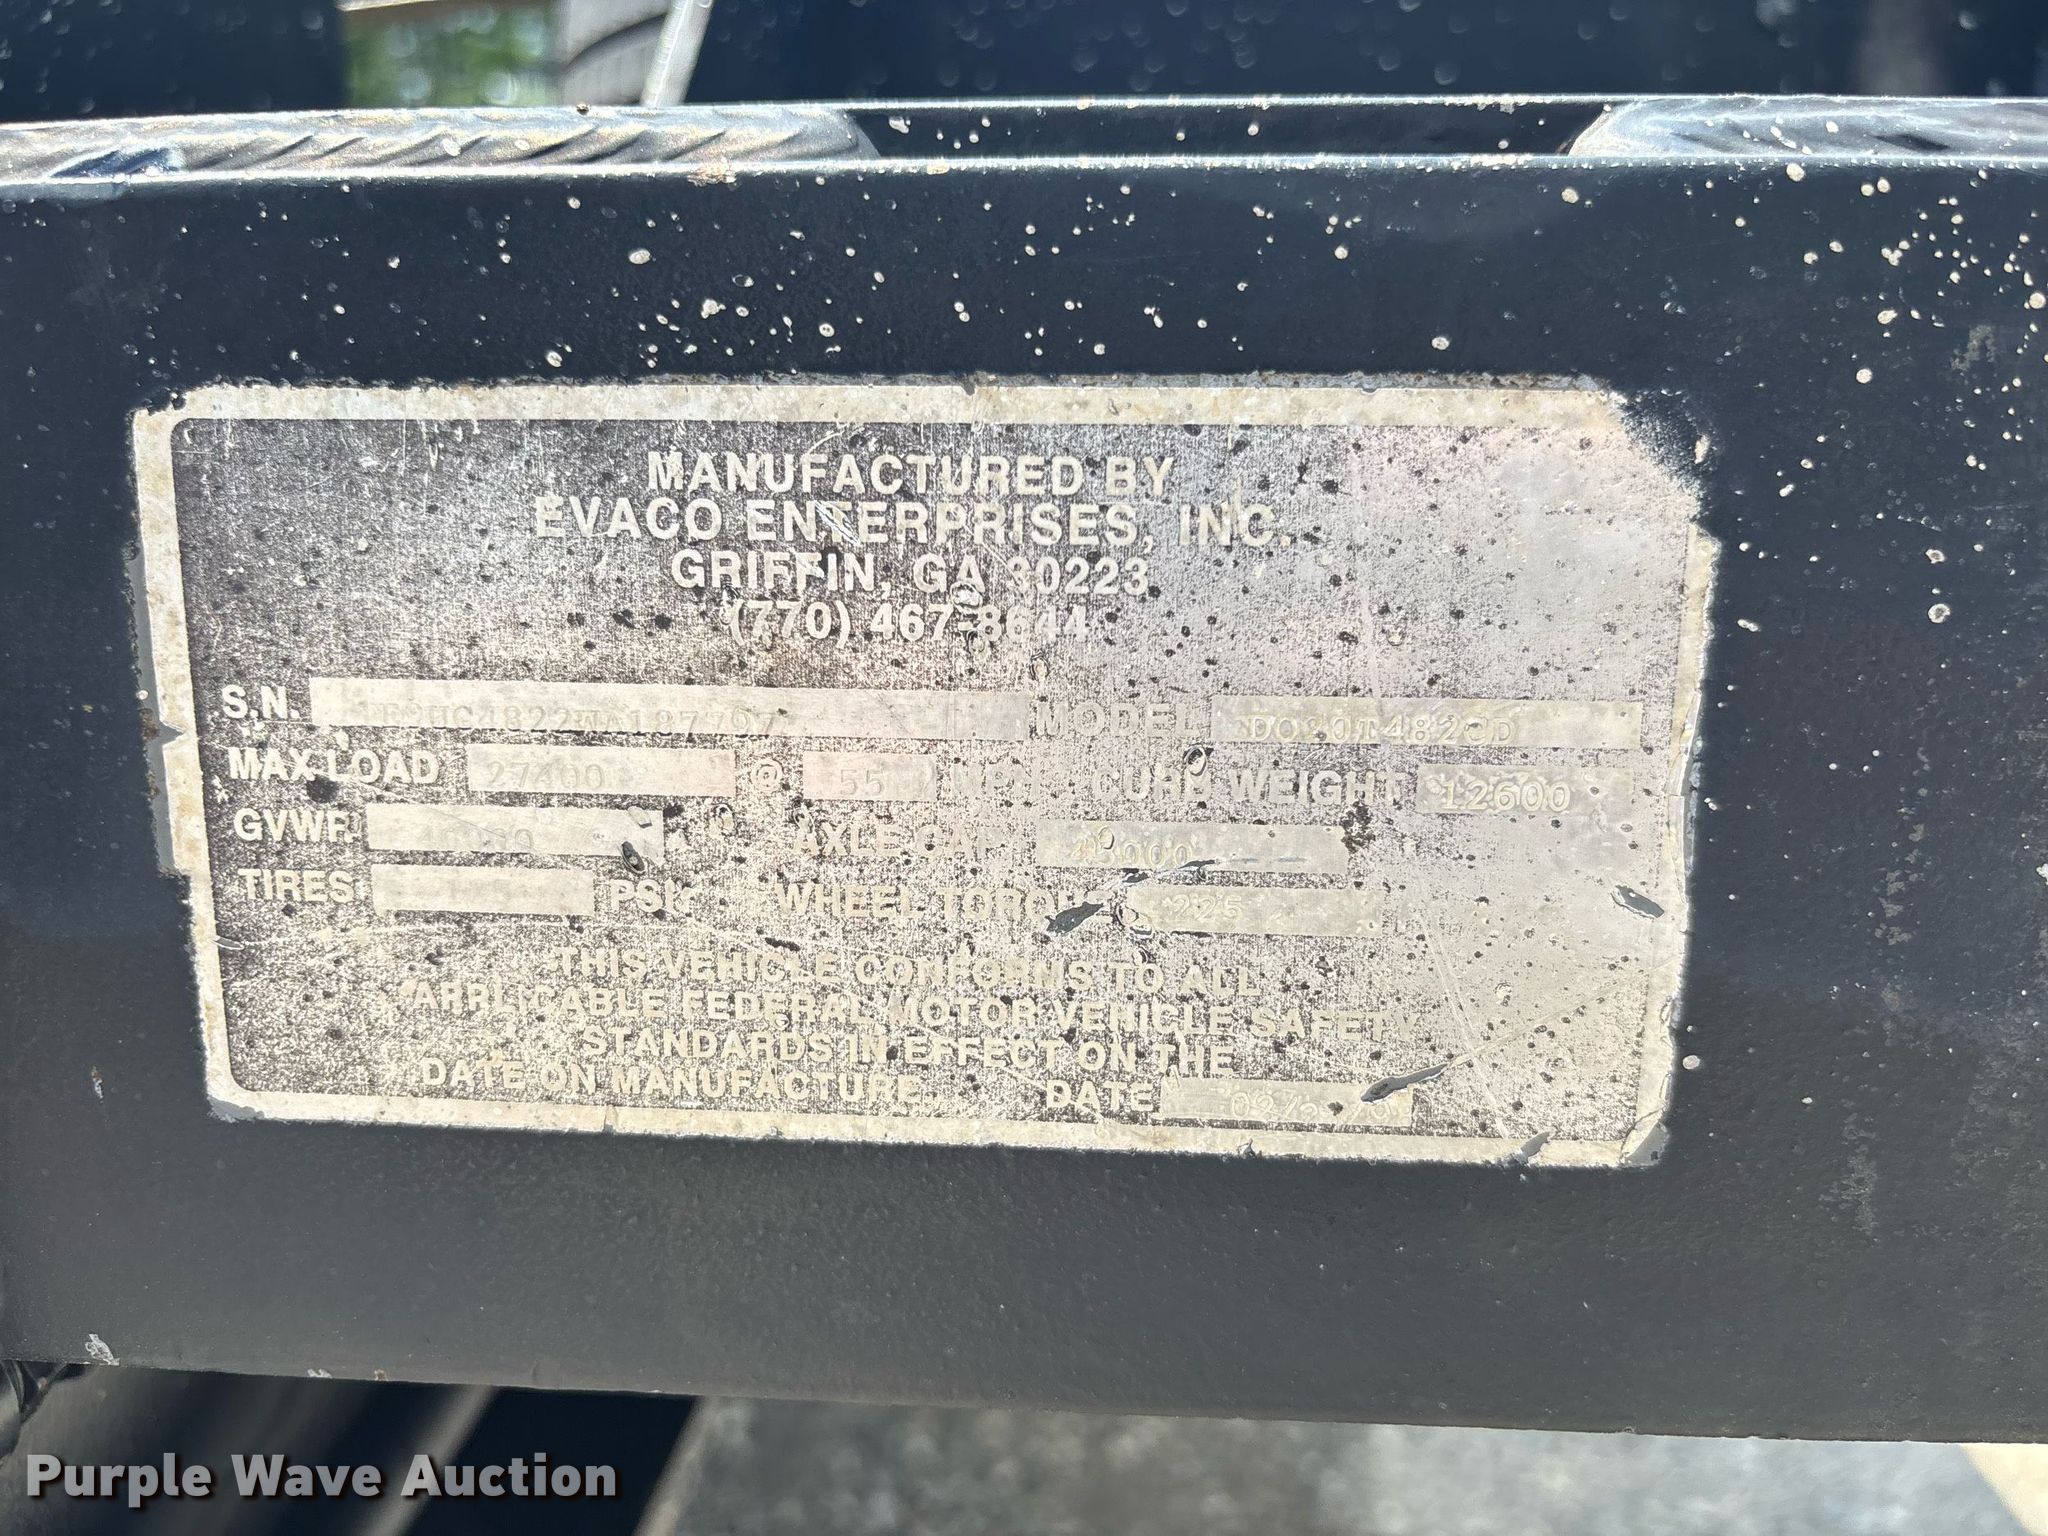 MANUFACTURED BY
EVACO ENTERPRISES, INC.
GRIFFIN, GA 30223
(770) 467-8644
S.N. MODEL
MAX LOAD 27400 @ 55 MPH CURB WEIGHT 12600
GVWR AXLE CAP.
TIRES PSI WHEEL TORQUE 225
THIS VEHICLE CONFORMS TO ALL
APPLICABLE FEDERAL MOTOR VEHICLE SAFETY
STANDARDS IN EFFECT ON THE
DATE ON MANUFACTURE. DATE
Purple Wave Auction